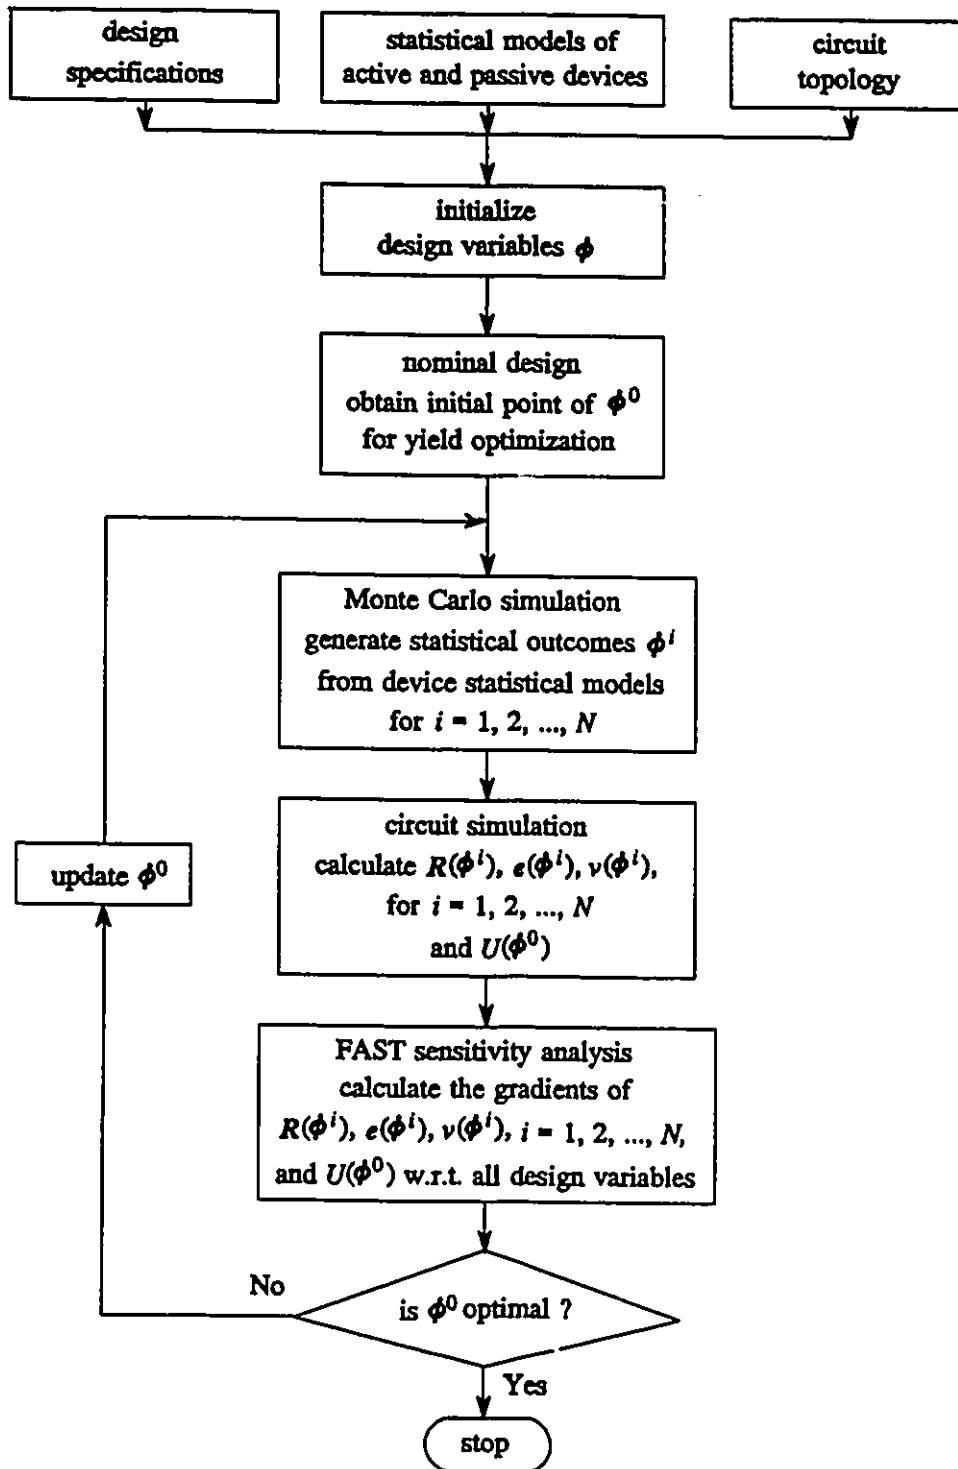 design
specifications
statistical models of
active and passive devices
circuit
topology
initialize
design variables ϕ
nominal design
obtain initial point of ϕ⁰
for yield optimization
Monte Carlo simulation
generate statistical outcomes ϕⁱ
from device statistical models
for i = 1, 2, ..., N
circuit simulation
calculate R(ϕⁱ), e(ϕⁱ), v(ϕⁱ),
for i = 1, 2, ..., N
and U(ϕ⁰)
update ϕ⁰
FAST sensitivity analysis
calculate the gradients of
R(ϕⁱ), e(ϕⁱ), v(ϕⁱ), i = 1, 2, ..., N,
and U(ϕ⁰) w.r.t. all design variables
No
is ϕ⁰ optimal ?
Yes
stop